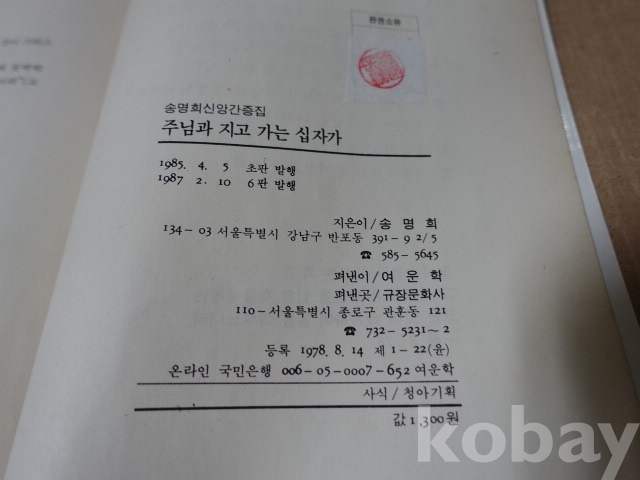 판권소유
송명희신앙간증집
주님과 지고 가는 십자가
1985. 4. 5 초판 발행
1987 2. 10 6판 발행
지은이/송 명 희
134-03 서울특별시 강남구 반포동 391-9 2/5
☎ 585-5645
펴낸이/여 운 학
펴낸곳/규장문화사
110-서울특별시 종로구 관훈동 121
☎ 732-5231~2
등록 1978. 8. 14 제 1-22(윤)
온라인 국민은행 006-05-0007-652 여운학
사식/청아기획
값 1,300원
kobay